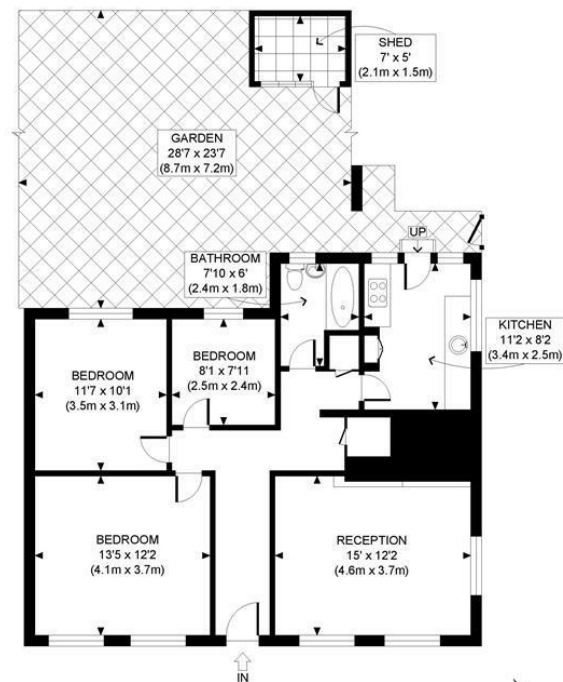 SHED
7' x 5'
(2.1m x 1.5m)
GARDEN
28'7 x 23'7
(8.7m x 7.2m)
UP
BATHROOM
7'10 x 6'
(2.4m x 1.8m)
KITCHEN
11'2 x 8'2
(3.4m x 2.5m)
BEDROOM
8'1 x 7'11
(2.5m x 2.4m)
BEDROOM
11'7 x 10'1
(3.5m x 3.1m)
BEDROOM
13'5 x 12'2
(4.1m x 3.7m)
RECEPTION
15' x 12'2
(4.6m x 3.7m)
IN